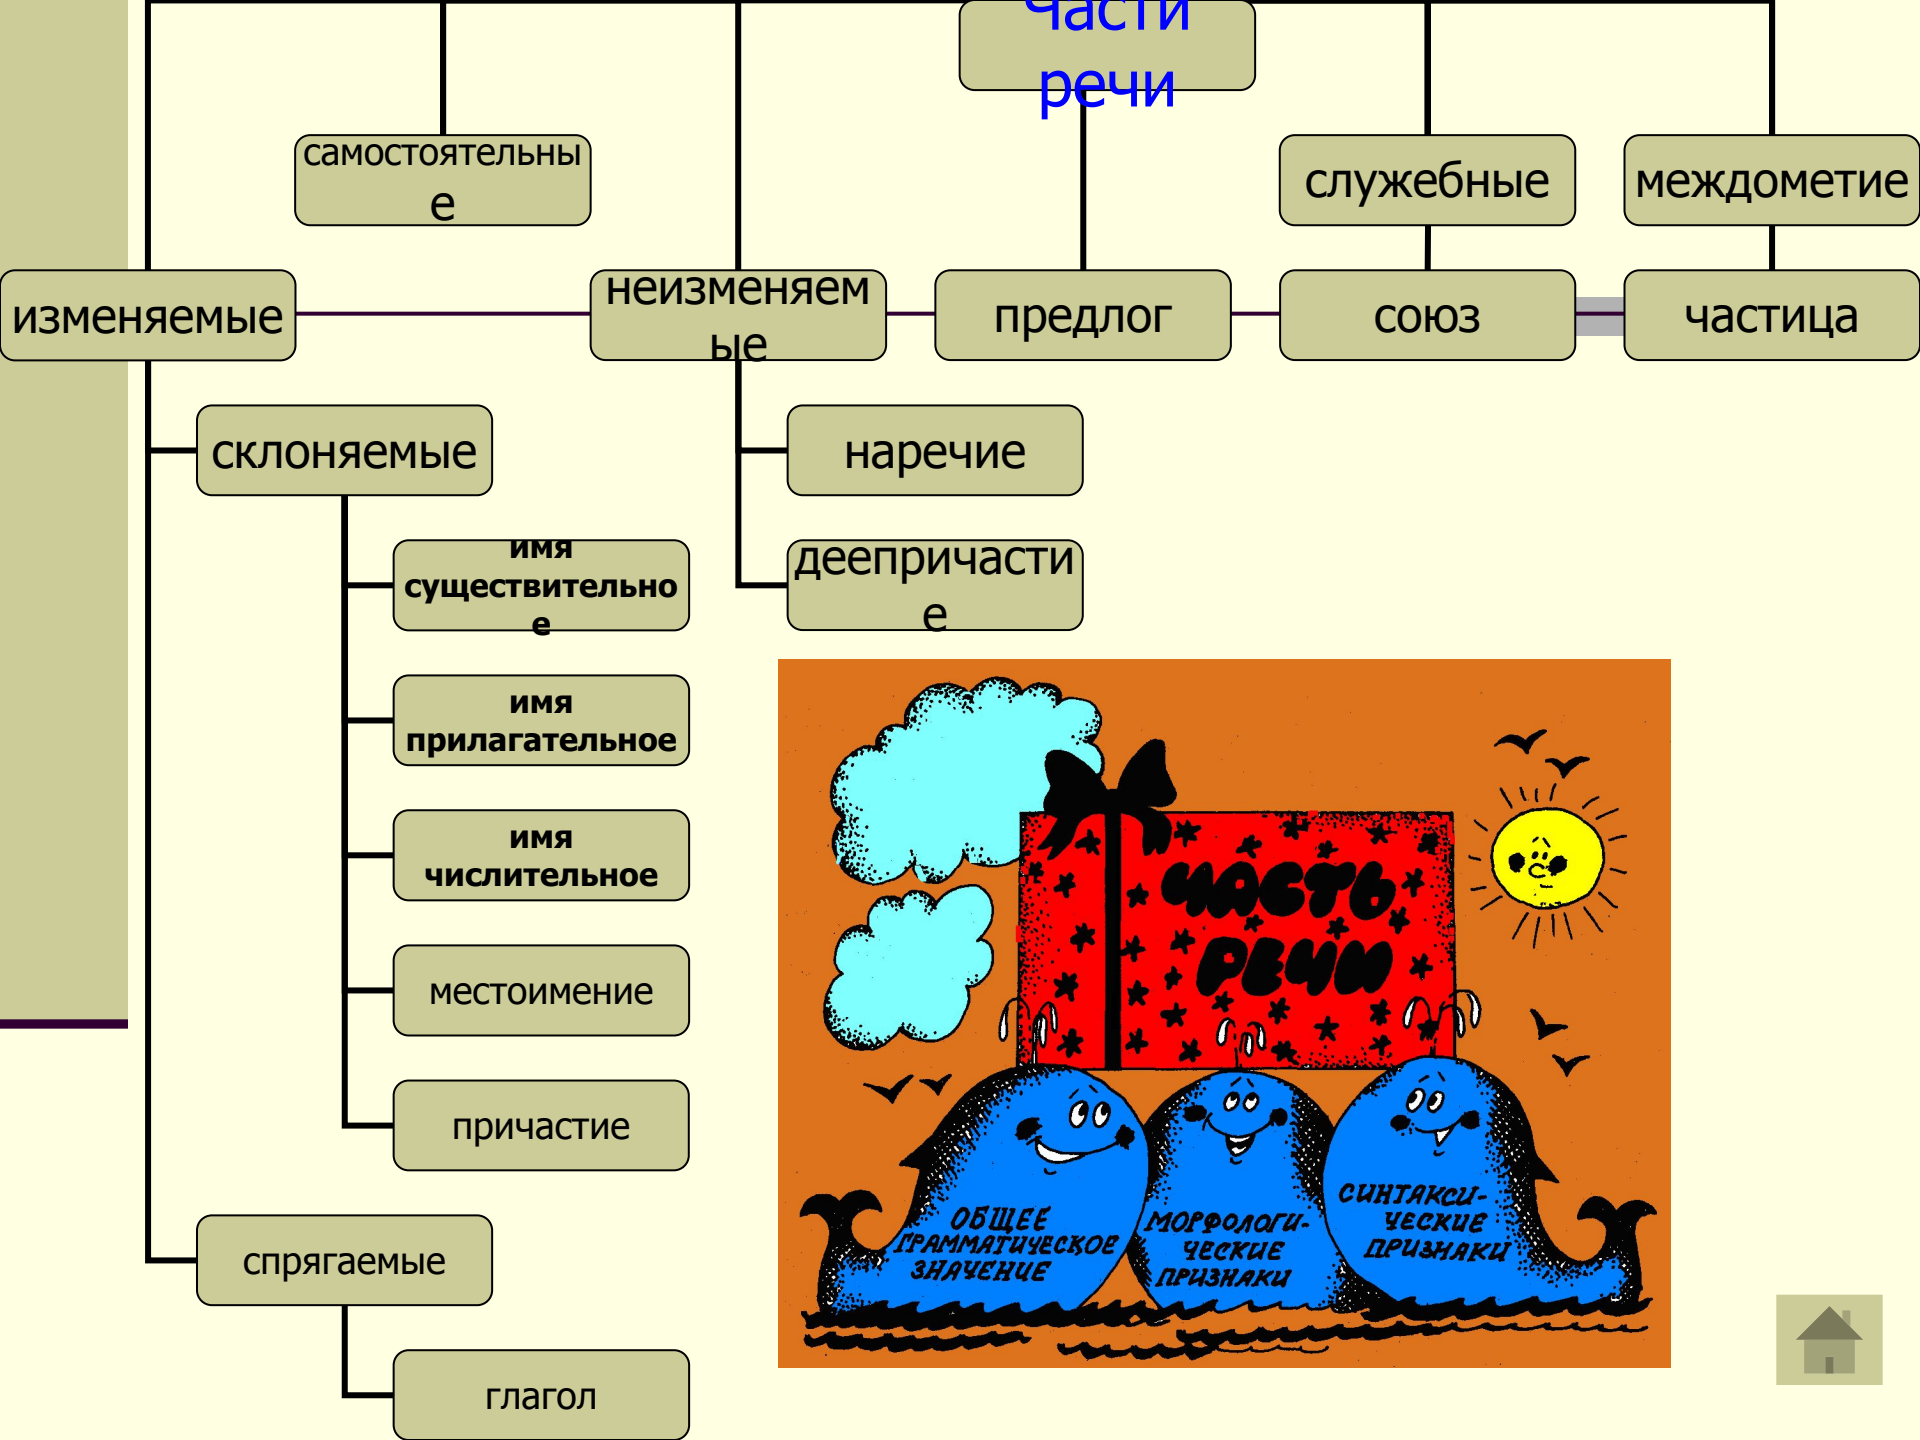 Части
речи
самостоятельны
е
служебные
междометие
изменяемые
неизменяем
ые
предлог
союз
частица
склоняемые
наречие
имя
существительно
е
деепричасти
е
имя
прилагательное
имя
числительное
местоимение
причастие
спрягаемые
глагол
ЧАСТЬ
РЕЧИ
ОБЩЕЕ
ГРАММАТИЧЕСКОЕ
ЗНАЧЕНИЕ
МОРФОЛОГИ-
ЧЕСКИЕ
ПРИЗНАКИ
СИНТАКСИ-
ЧЕСКИЕ
ПРИЗНАКИ